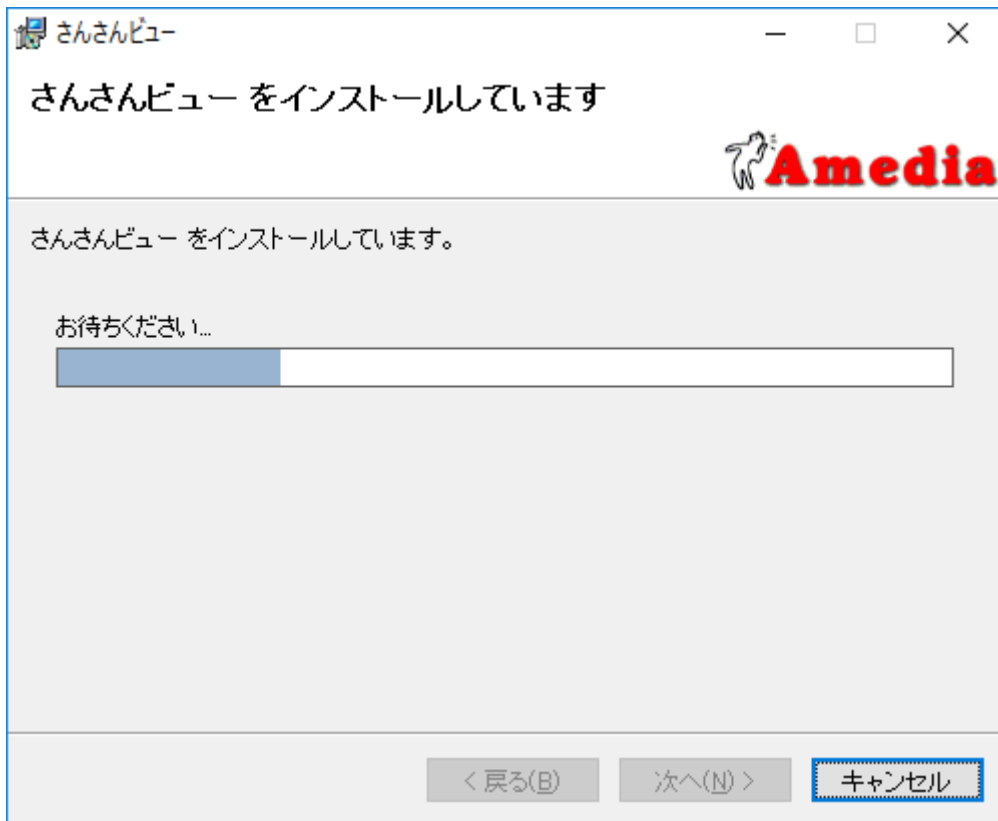 さんさんビュー
さんさんビュー をインストールしています
Amedia
さんさんビュー をインストールしています。
お待ちください...
< 戻る(B)
次へ(N) >
キャンセル